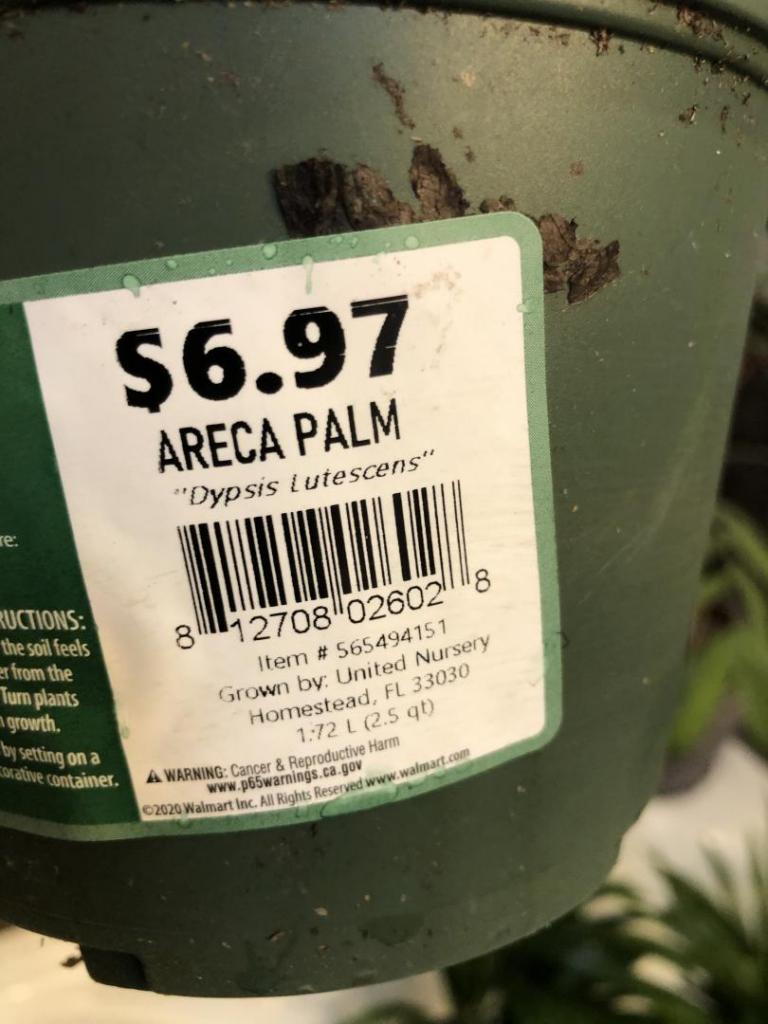 $6.97
ARECA PALM
"Dypsis Lutescens"
8 12708 02602 8
Item # 565494151
Grown by: United Nursery
Homestead, FL 33030
1.72 L (2.5 qt)
WARNING: Cancer & Reproductive Harm
www.p65warnings.ca.gov
©2020 Walmart Inc. All Rights Reserved www.walmart.com
re:
RUCTIONS:
the soil feels
er from the
Turn plants
growth.
by setting on a
corative container.